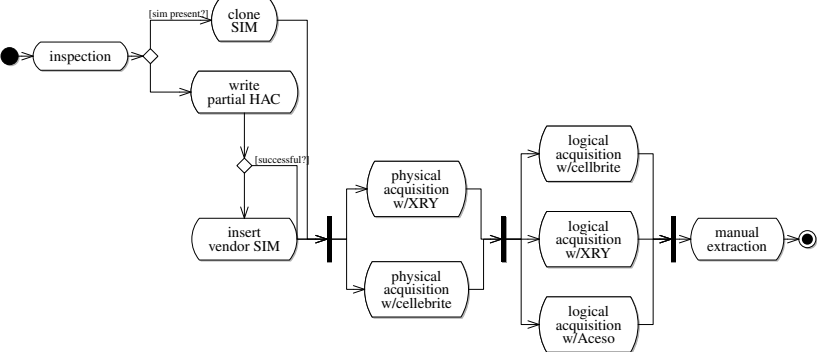 [sim present?]
clone
SIM
inspection
write
partial HAC
[successful?]
insert
vendor SIM
physical
acquisition
w/XRY
physical
acquisition
w/cellebrite
logical
acquisition
w/cellbrite
logical
acquisition
w/XRY
logical
acquisition
w/Aceso
manual
extraction